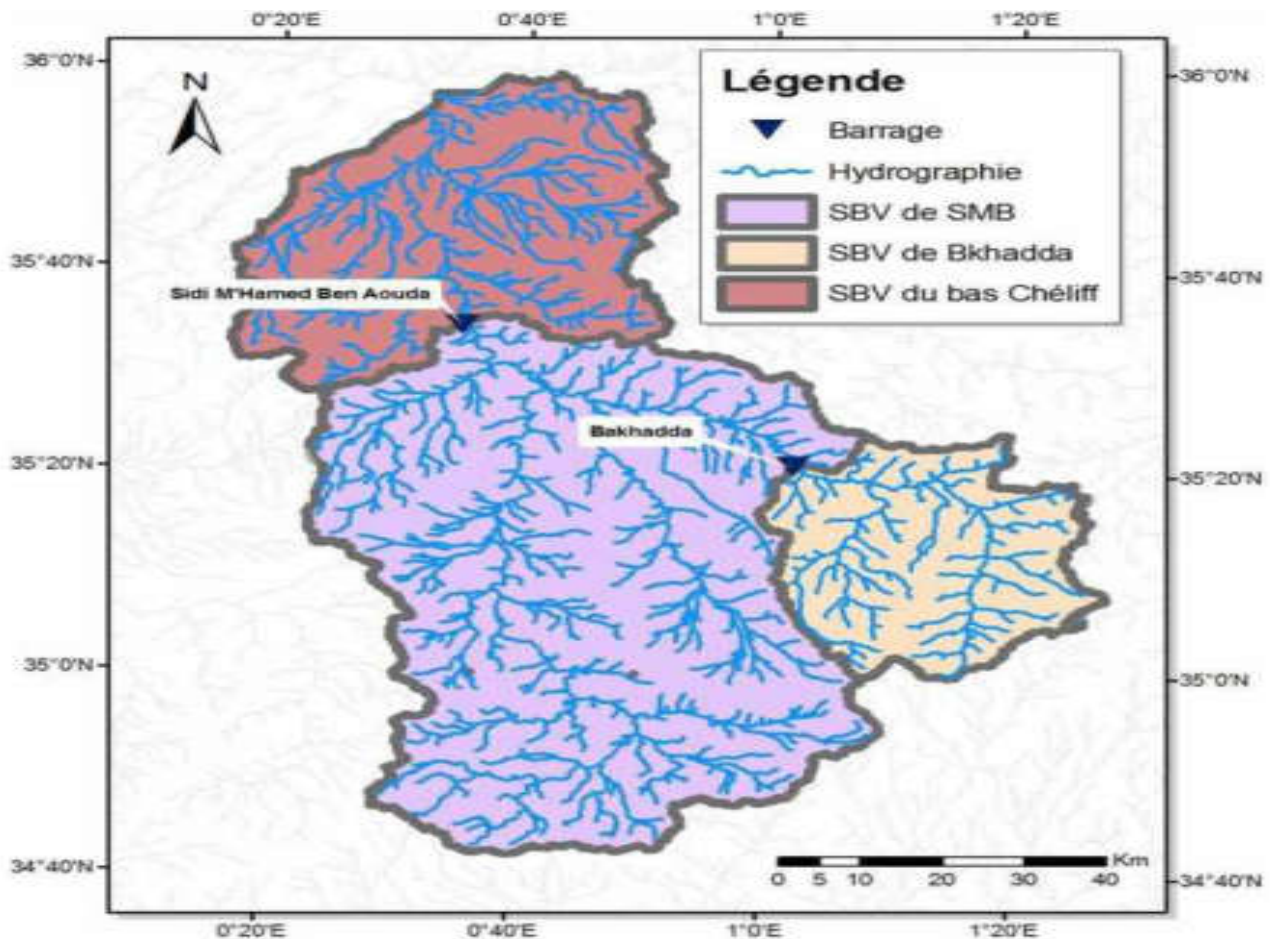 0°20'E 0°40'E 1°0'E 1°20'E
36°0'N
36°0'N
N
Légende
Barrage
Hydrographie
SBV de SMB
SBV de Bkhadda
SBV du bas Chéliff
35°40'N
35°40'N
Sidi M'Hamed Ben Aouda
Bakhadda
35°20'N
35°20'N
35°0'N
35°0'N
34°40'N
34°40'N
Km
0 5 10 20 30 40
0°20'E 0°40'E 1°0'E 1°20'E